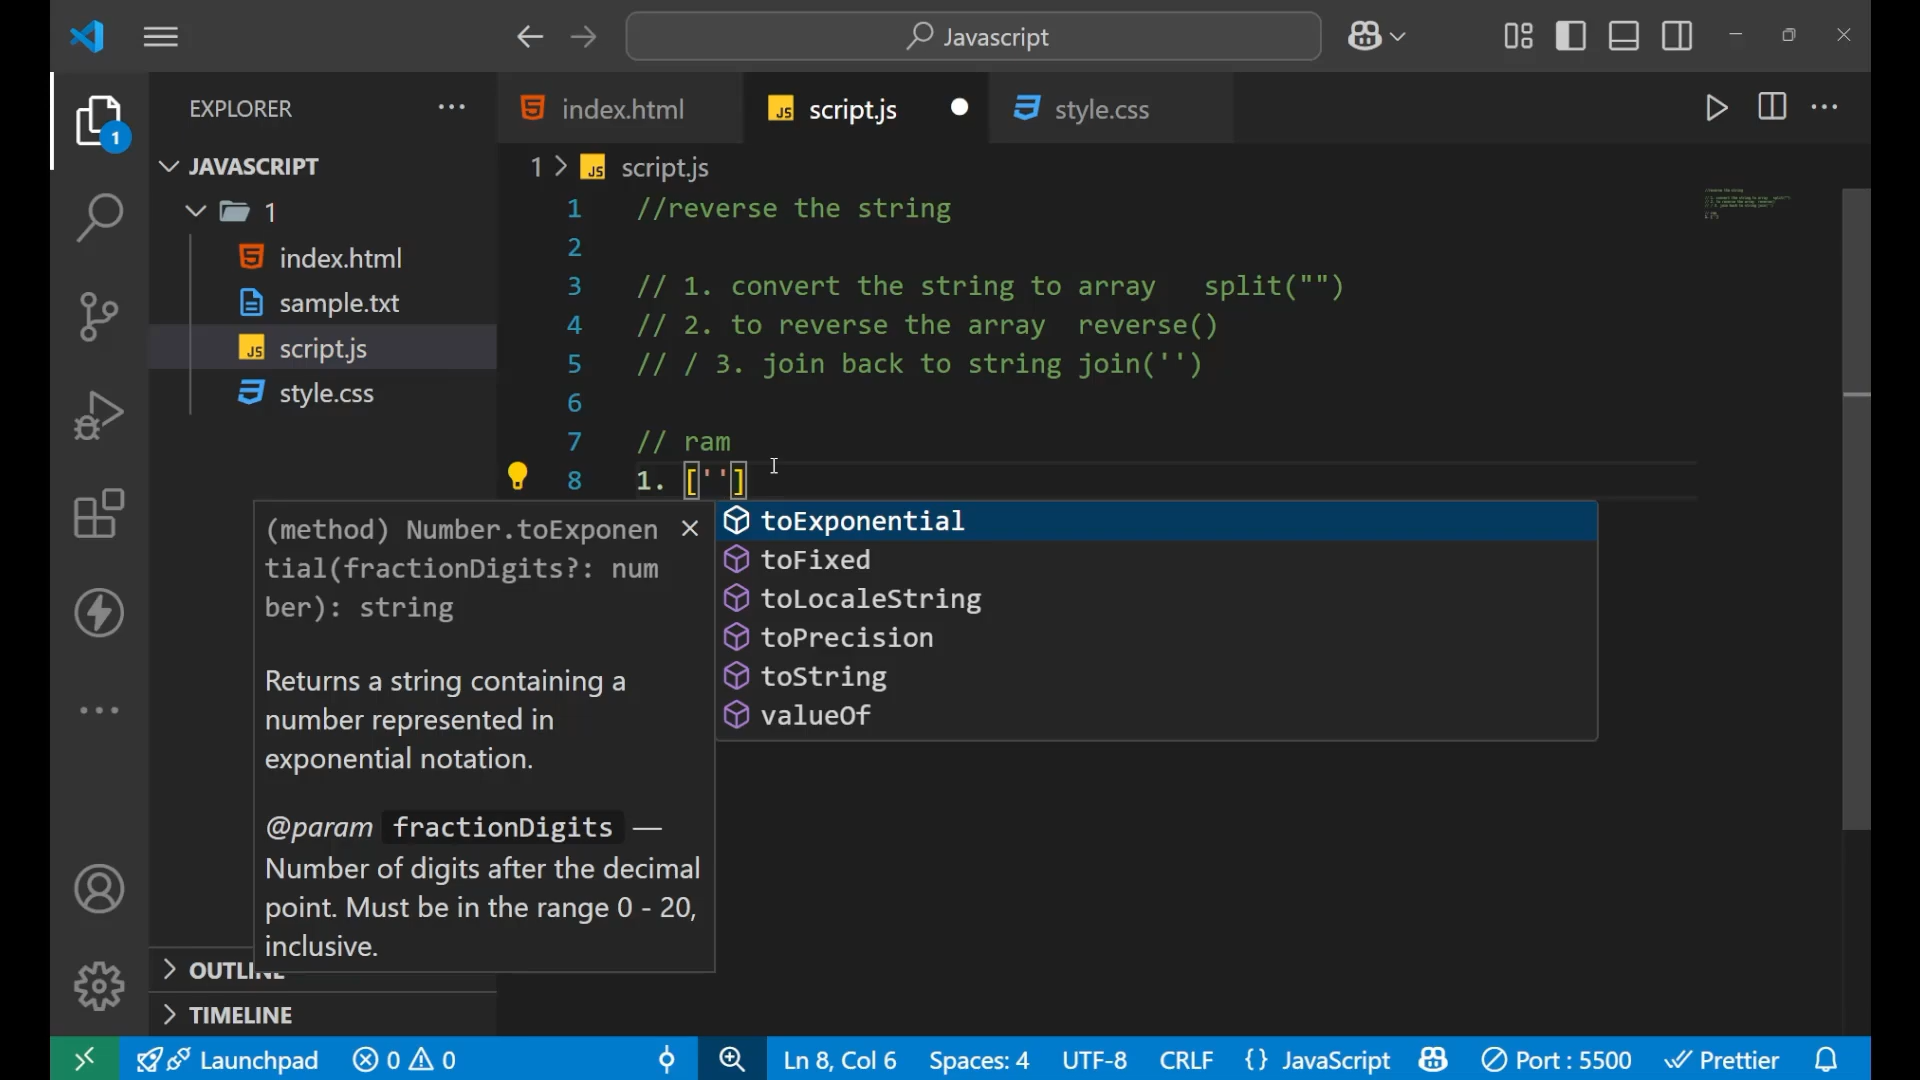 Javascript
EXPLORER
index.html
script.js
style.css
1
JAVASCRIPT
1 > script.js
1
index.html
sample.txt
script.js
style.css
1 //reverse the string
2
3 // 1. convert the string to array   split("")
4 // 2. to reverse the array  reverse()
5 // / 3. join back to string join('')
6
7 // ram
8 1. ['']
(method) Number.toExponen
tial(fractionDigits?: num
ber): string
Returns a string containing a
number represented in
exponential notation.
@param fractionDigits —
Number of digits after the decimal
point. Must be in the range 0 - 20,
inclusive.
toExponential
toFixed
toLocaleString
toPrecision
toString
valueOf
OUTLINE
TIMELINE
Launchpad
0
0
Ln 8, Col 6
Spaces: 4
UTF-8
CRLF
{} JavaScript
Port : 5500
Prettier